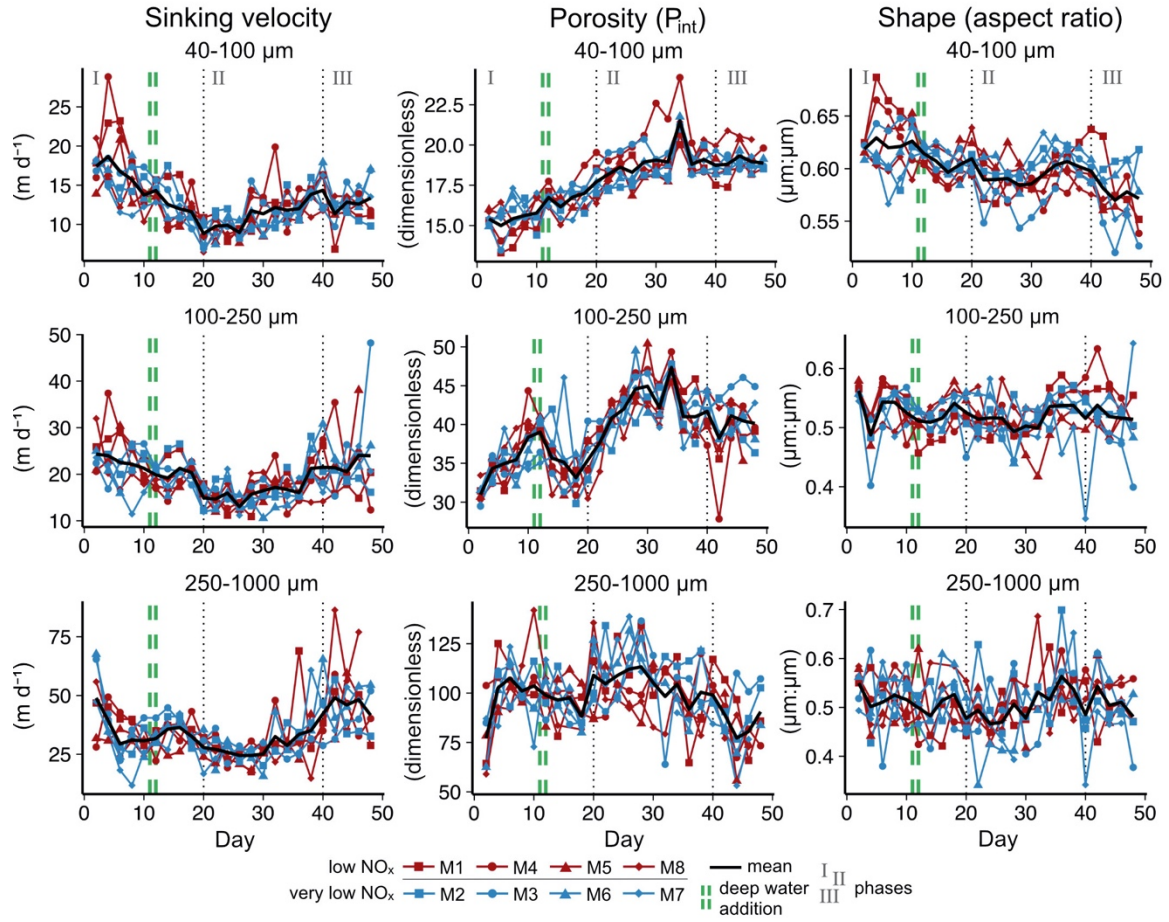 Sinking velocity Porosity (Pint) Shape (aspect ratio)
40-100 µm 40-100 µm 40-100 µm
I II III I II III I II III
(m d⁻¹) 25 20 15 10
(dimensionless) 22.5 20.0 17.5 15.0
(µm:µm) 0.65 0.60 0.55
0 10 20 30 40 50 0 10 20 30 40 50 0 10 20 30 40 50
100-250 µm 100-250 µm 100-250 µm
(m d⁻¹) 50 40 30 20 10
(dimensionless) 50 45 40 35 30
(µm:µm) 0.6 0.5 0.4
0 10 20 30 40 50 0 10 20 30 40 50 0 10 20 30 40 50
250-1000 µm 250-1000 µm 250-1000 µm
(m d⁻¹) 75 50 25
(dimensionless) 125 100 75 50
(µm:µm) 0.7 0.6 0.5 0.4
0 10 20 30 40 50 0 10 20 30 40 50 0 10 20 30 40 50
Day Day Day
low NOₓ M1 M4 M5 M8 mean I II III phases
very low NOₓ M2 M3 M6 M7 deep water
addition